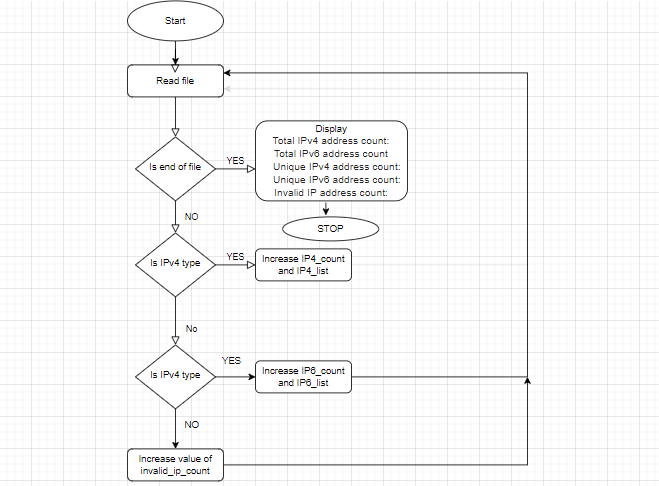 Start
Read file
Is end of file
YES
Display
Total IPv4 address count:
Total IPv6 address count
Unique IPv4 address count:
Unique IPv6 address count:
Invalid IP address count:
NO
STOP
Is IPv4 type
YES
Increase IP4_count
and IP4_list
No
Is IPv4 type
YES
Increase IP6_count
and IP6_list
NO
Increase value of
invalid_ip_count